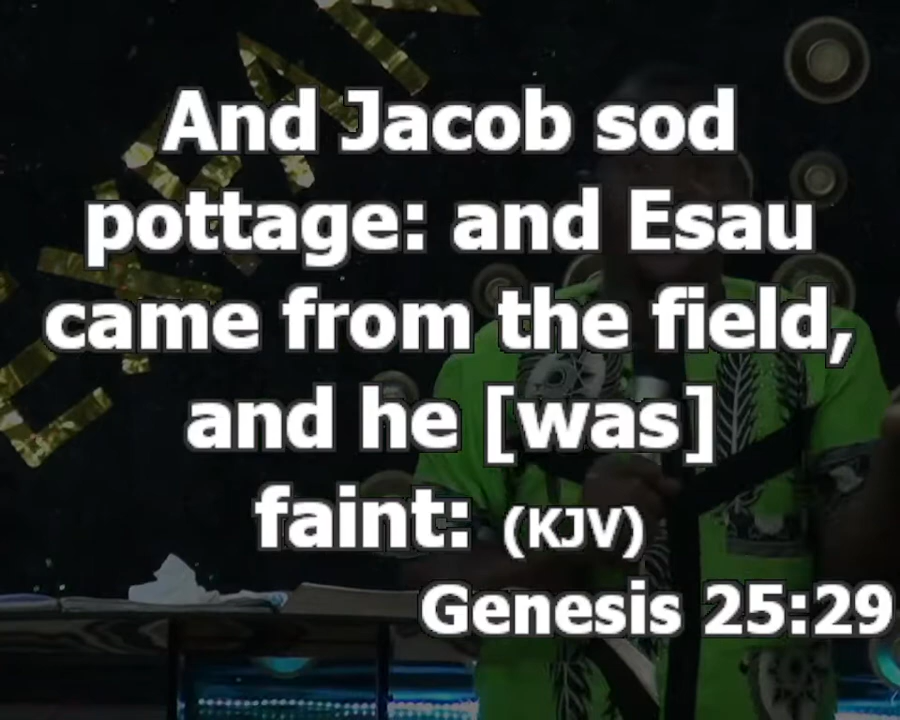 And Jacob sod
pottage: and Esau
came from the field,
and he [was]
faint: (KJV)
Genesis 25:29